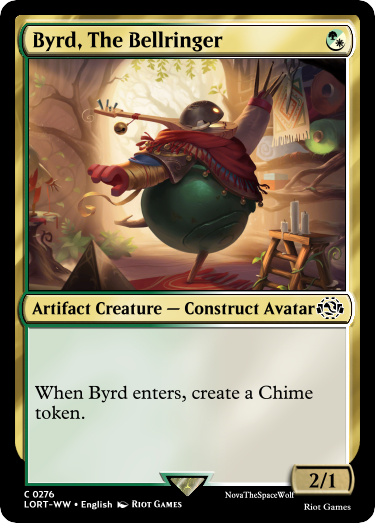 Byrd, The Bellringer
Artifact Creature — Construct Avatar
When Byrd enters, create a Chime
token.
2/1
C 0276
LORT-WW • English Riot Games
NovaTheSpaceWolf
Riot Games